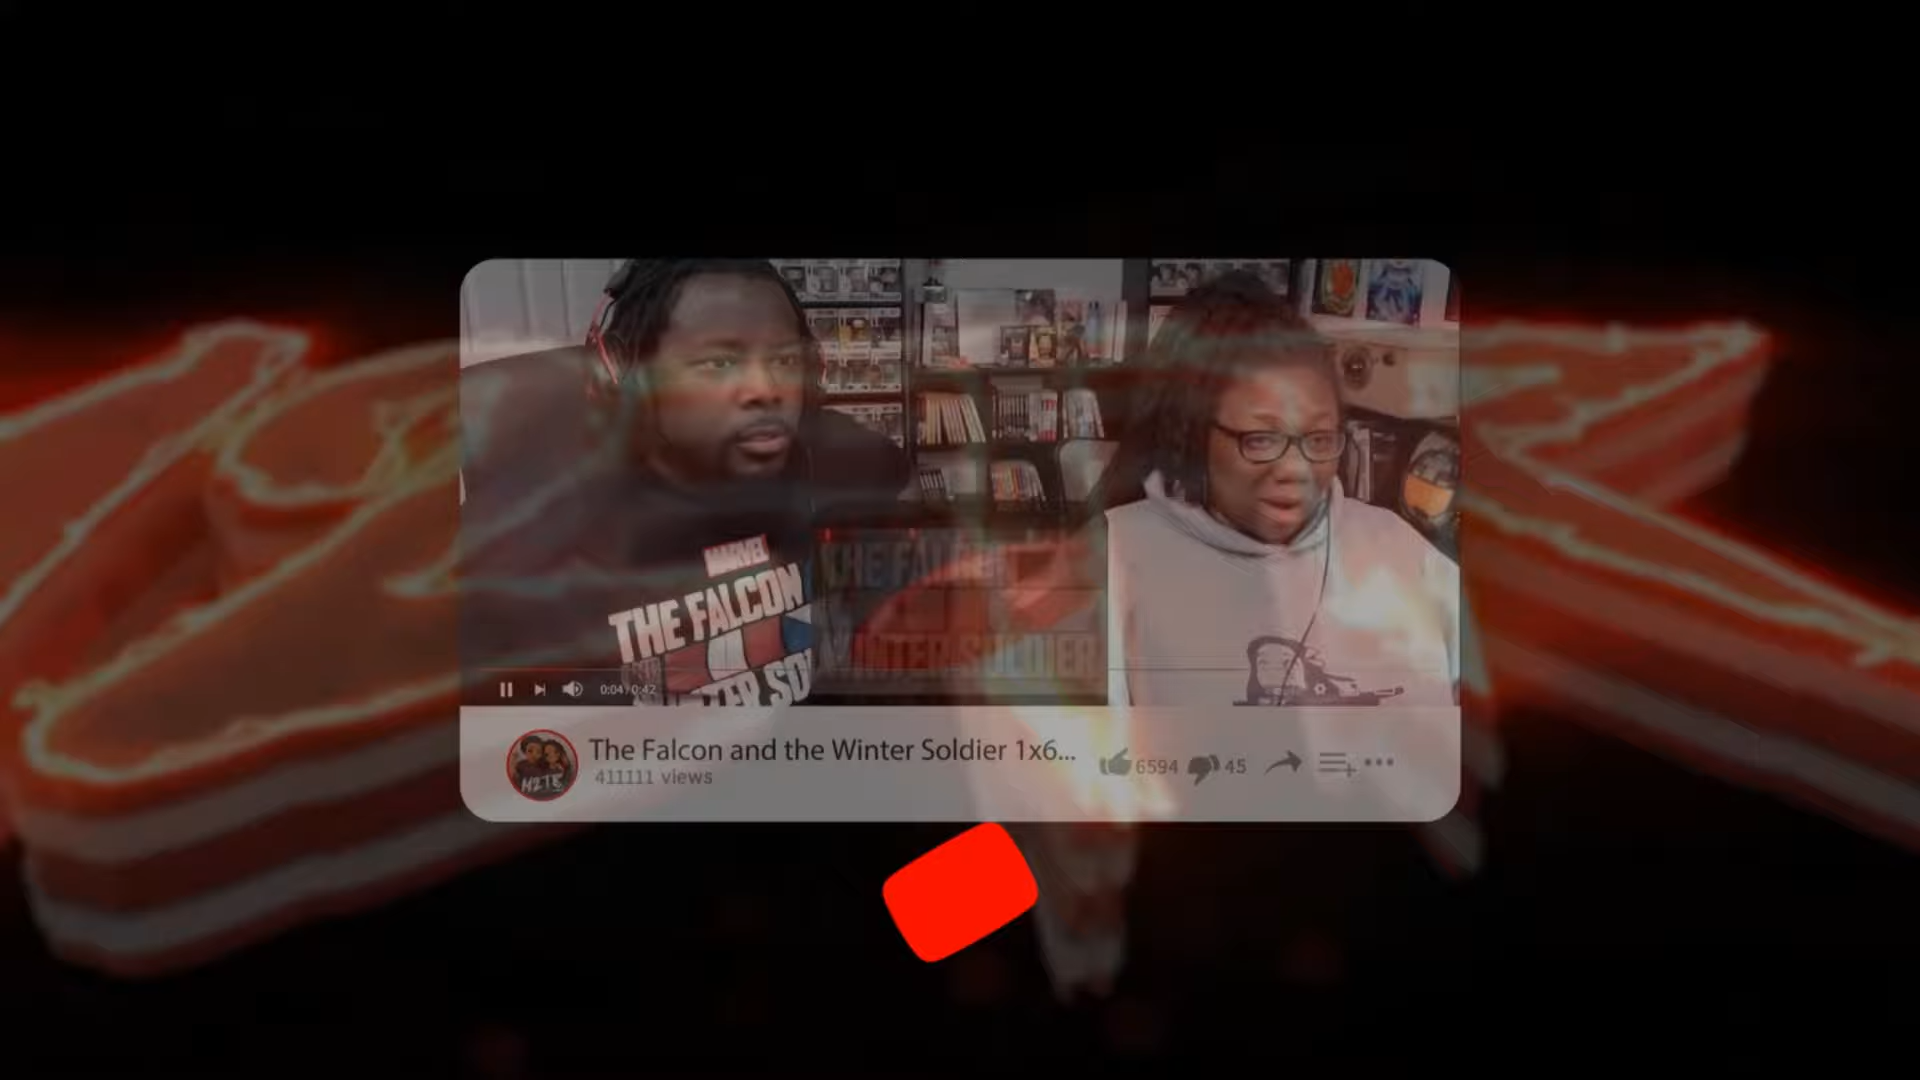 MARVEL
THE FALCON
THE FALCON
WINTER SOLDIER
0:04/0:42
The Falcon and the Winter Soldier 1x6...
6594
45
411111 views